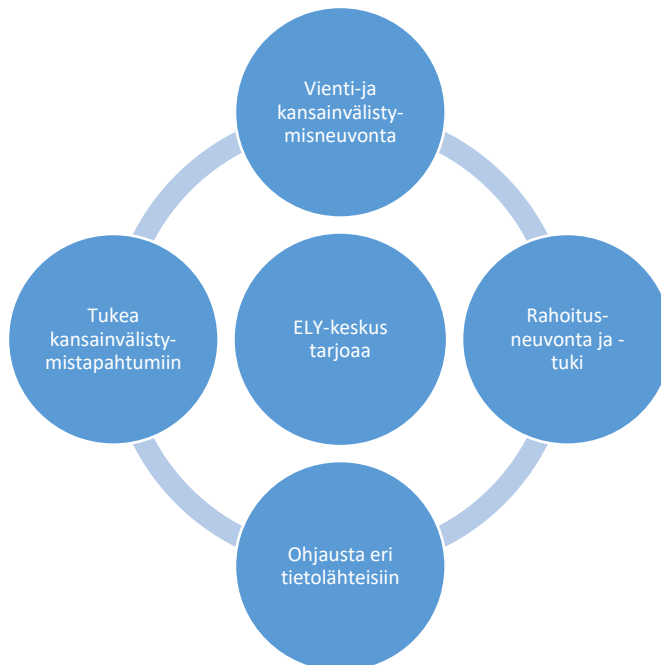 Vienti-ja
kansainvälisty-
misneuvonta
Tukea
kansainvälisty-
mistapahtumiin
ELY-keskus
tarjoaa
Rahoitus-
neuvonta ja -
tuki
Ohjausta eri
tietolähteisiin